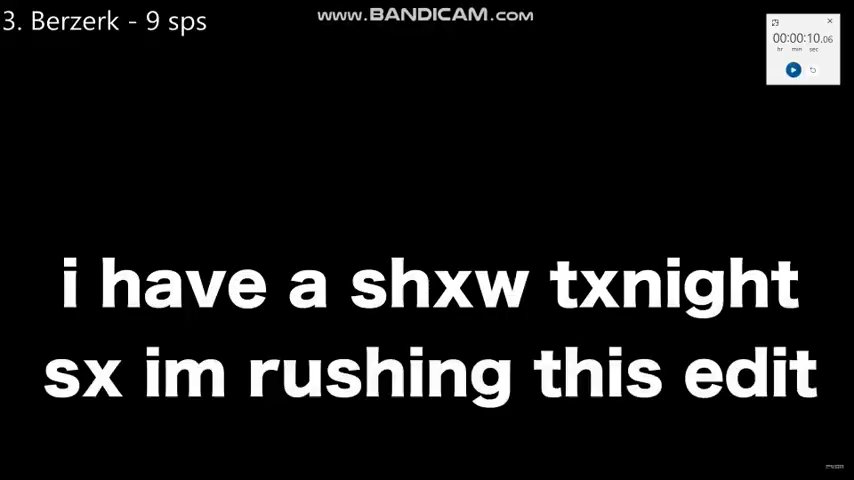 3. Berzerk - 9 sps
www.BANDICAM.com
00:00:10.06
hr min sec
i have a shxw txnight
sx im rushing this edit